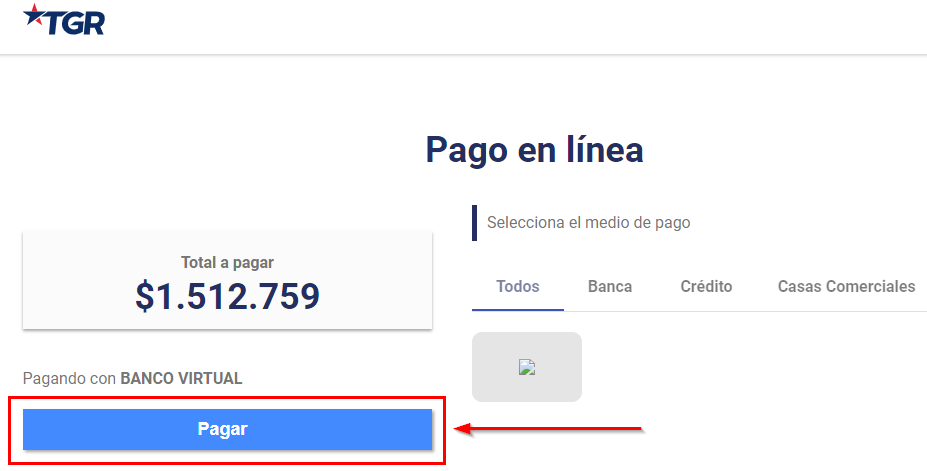 TGR
Pago en línea
Selecciona el medio de pago
Total a pagar
$1.512.759
Todos Banca Crédito Casas Comerciales
Pagando con BANCO VIRTUAL
Pagar